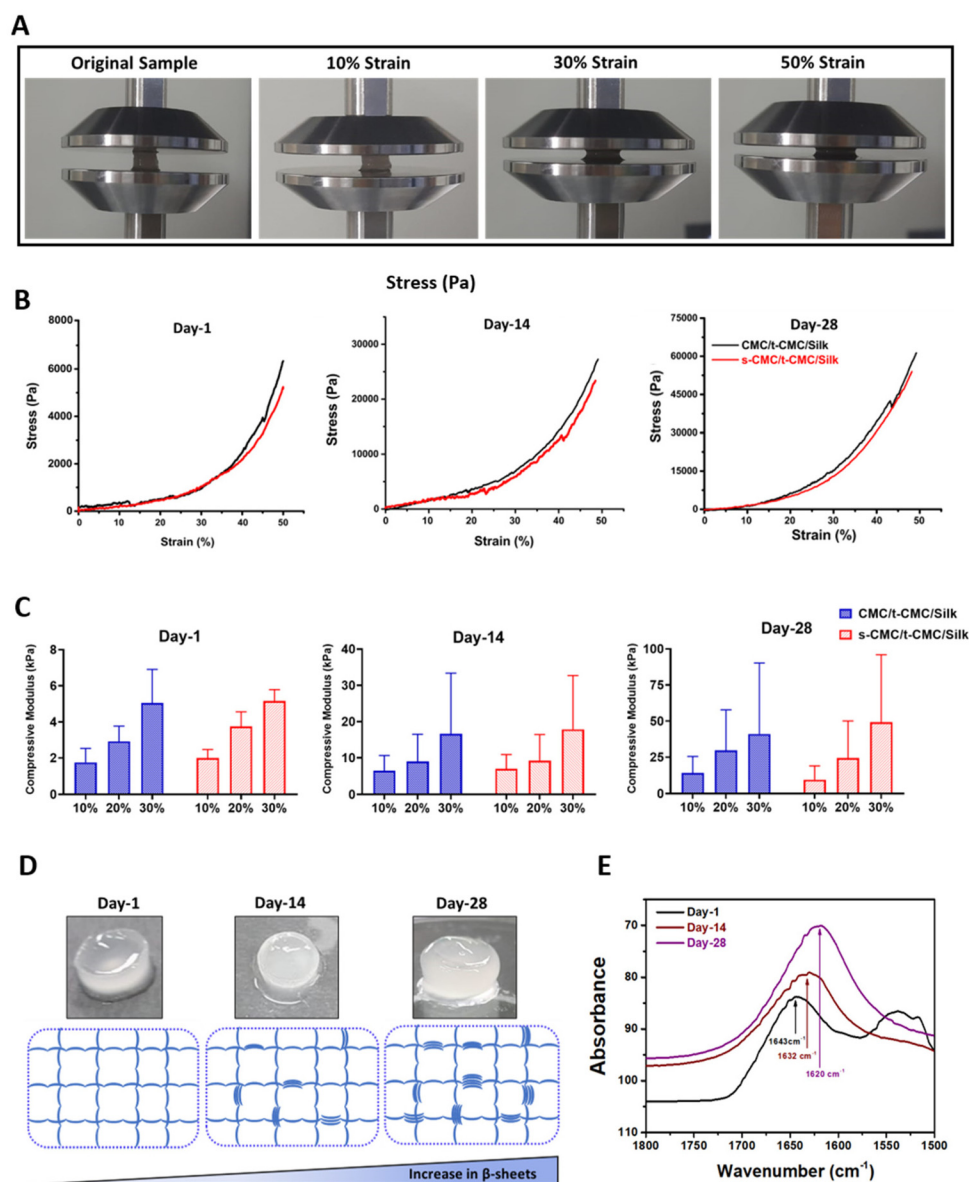 A
Original Sample 10% Strain 30% Strain 50% Strain
Stress (Pa)
B
Day-1
Stress (Pa)
8000
6000
4000
2000
0
0 10 20 30 40 50
Strain (%)
Day-14
Stress (Pa)
30000
20000
10000
0
0 10 20 30 40 50
Strain (%)
Day-28
CMC/t-CMC/Silk
s-CMC/t-CMC/Silk
Stress (Pa)
75000
60000
45000
30000
15000
0
0 10 20 30 40 50
Strain (%)
C
CMC/t-CMC/Silk
s-CMC/t-CMC/Silk
Day-1
Compressive Modulus (kPa)
8
6
4
2
0
10% 20% 30% 10% 20% 30%
Day-14
Compressive Modulus (kPa)
40
30
20
10
0
10% 20% 30% 10% 20% 30%
Day-28
Compressive Modulus (kPa)
100
75
50
25
0
10% 20% 30% 10% 20% 30%
D
Day-1 Day-14 Day-28
Increase in β-sheets
E
Day-1
Day-14
Day-28
Absorbance
70
80
90
100
110
1643cm-1
1632 cm-1
1620 cm-1
1800 1700 1600 1500
Wavenumber (cm-1)